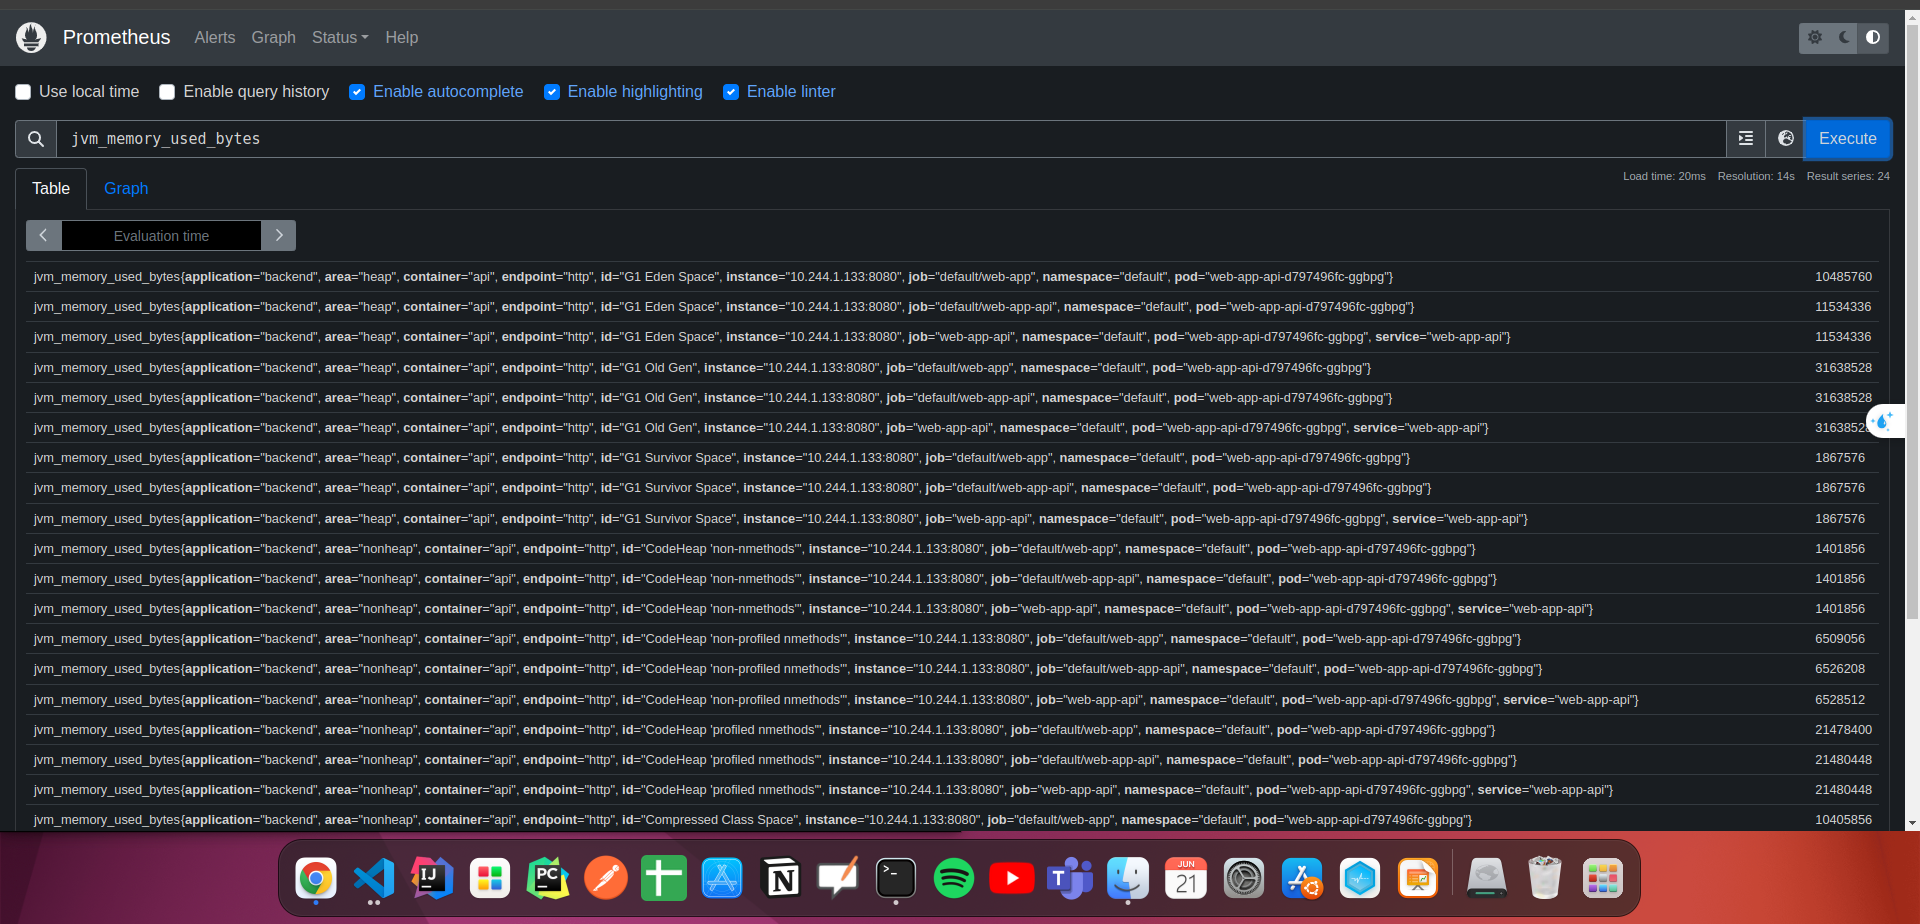 Prometheus Alerts Graph Status Help
Use local time Enable query history Enable autocomplete Enable highlighting Enable linter
jvm_memory_used_bytes Execute
Table Graph Load time: 20ms Resolution: 14s Result series: 24
Evaluation time
jvm_memory_used_bytes{application="backend", area="heap", container="api", endpoint="http", id="G1 Eden Space", instance="10.244.1.133:8080", job="default/web-app", namespace="default", pod="web-app-api-d797496fc-ggbpg"} 10485760
jvm_memory_used_bytes{application="backend", area="heap", container="api", endpoint="http", id="G1 Eden Space", instance="10.244.1.133:8080", job="default/web-app-api", namespace="default", pod="web-app-api-d797496fc-ggbpg"} 11534336
jvm_memory_used_bytes{application="backend", area="heap", container="api", endpoint="http", id="G1 Eden Space", instance="10.244.1.133:8080", job="web-app-api", namespace="default", pod="web-app-api-d797496fc-ggbpg", service="web-app-api"} 11534336
jvm_memory_used_bytes{application="backend", area="heap", container="api", endpoint="http", id="G1 Old Gen", instance="10.244.1.133:8080", job="default/web-app", namespace="default", pod="web-app-api-d797496fc-ggbpg"} 31638528
jvm_memory_used_bytes{application="backend", area="heap", container="api", endpoint="http", id="G1 Old Gen", instance="10.244.1.133:8080", job="default/web-app-api", namespace="default", pod="web-app-api-d797496fc-ggbpg"} 31638528
jvm_memory_used_bytes{application="backend", area="heap", container="api", endpoint="http", id="G1 Old Gen", instance="10.244.1.133:8080", job="web-app-api", namespace="default", pod="web-app-api-d797496fc-ggbpg", service="web-app-api"} 31638528
jvm_memory_used_bytes{application="backend", area="heap", container="api", endpoint="http", id="G1 Survivor Space", instance="10.244.1.133:8080", job="default/web-app", namespace="default", pod="web-app-api-d797496fc-ggbpg"} 1867576
jvm_memory_used_bytes{application="backend", area="heap", container="api", endpoint="http", id="G1 Survivor Space", instance="10.244.1.133:8080", job="default/web-app-api", namespace="default", pod="web-app-api-d797496fc-ggbpg"} 1867576
jvm_memory_used_bytes{application="backend", area="heap", container="api", endpoint="http", id="G1 Survivor Space", instance="10.244.1.133:8080", job="web-app-api", namespace="default", pod="web-app-api-d797496fc-ggbpg", service="web-app-api"} 1867576
jvm_memory_used_bytes{application="backend", area="nonheap", container="api", endpoint="http", id="CodeHeap 'non-nmethods'", instance="10.244.1.133:8080", job="default/web-app", namespace="default", pod="web-app-api-d797496fc-ggbpg"} 1401856
jvm_memory_used_bytes{application="backend", area="nonheap", container="api", endpoint="http", id="CodeHeap 'non-nmethods'", instance="10.244.1.133:8080", job="default/web-app-api", namespace="default", pod="web-app-api-d797496fc-ggbpg"} 1401856
jvm_memory_used_bytes{application="backend", area="nonheap", container="api", endpoint="http", id="CodeHeap 'non-nmethods'", instance="10.244.1.133:8080", job="web-app-api", namespace="default", pod="web-app-api-d797496fc-ggbpg", service="web-app-api"} 1401856
jvm_memory_used_bytes{application="backend", area="nonheap", container="api", endpoint="http", id="CodeHeap 'non-profiled nmethods'", instance="10.244.1.133:8080", job="default/web-app", namespace="default", pod="web-app-api-d797496fc-ggbpg"} 6509056
jvm_memory_used_bytes{application="backend", area="nonheap", container="api", endpoint="http", id="CodeHeap 'non-profiled nmethods'", instance="10.244.1.133:8080", job="default/web-app-api", namespace="default", pod="web-app-api-d797496fc-ggbpg"} 6526208
jvm_memory_used_bytes{application="backend", area="nonheap", container="api", endpoint="http", id="CodeHeap 'non-profiled nmethods'", instance="10.244.1.133:8080", job="web-app-api", namespace="default", pod="web-app-api-d797496fc-ggbpg", service="web-app-api"} 6528512
jvm_memory_used_bytes{application="backend", area="nonheap", container="api", endpoint="http", id="CodeHeap 'profiled nmethods'", instance="10.244.1.133:8080", job="default/web-app", namespace="default", pod="web-app-api-d797496fc-ggbpg"} 21478400
jvm_memory_used_bytes{application="backend", area="nonheap", container="api", endpoint="http", id="CodeHeap 'profiled nmethods'", instance="10.244.1.133:8080", job="default/web-app-api", namespace="default", pod="web-app-api-d797496fc-ggbpg"} 21480448
jvm_memory_used_bytes{application="backend", area="nonheap", container="api", endpoint="http", id="CodeHeap 'profiled nmethods'", instance="10.244.1.133:8080", job="web-app-api", namespace="default", pod="web-app-api-d797496fc-ggbpg", service="web-app-api"} 21480448
jvm_memory_used_bytes{application="backend", area="nonheap", container="api", endpoint="http", id="Compressed Class Space", instance="10.244.1.133:8080", job="default/web-app", namespace="default", pod="web-app-api-d797496fc-ggbpg"} 10405856
IJ PC >_ N T JUN
21